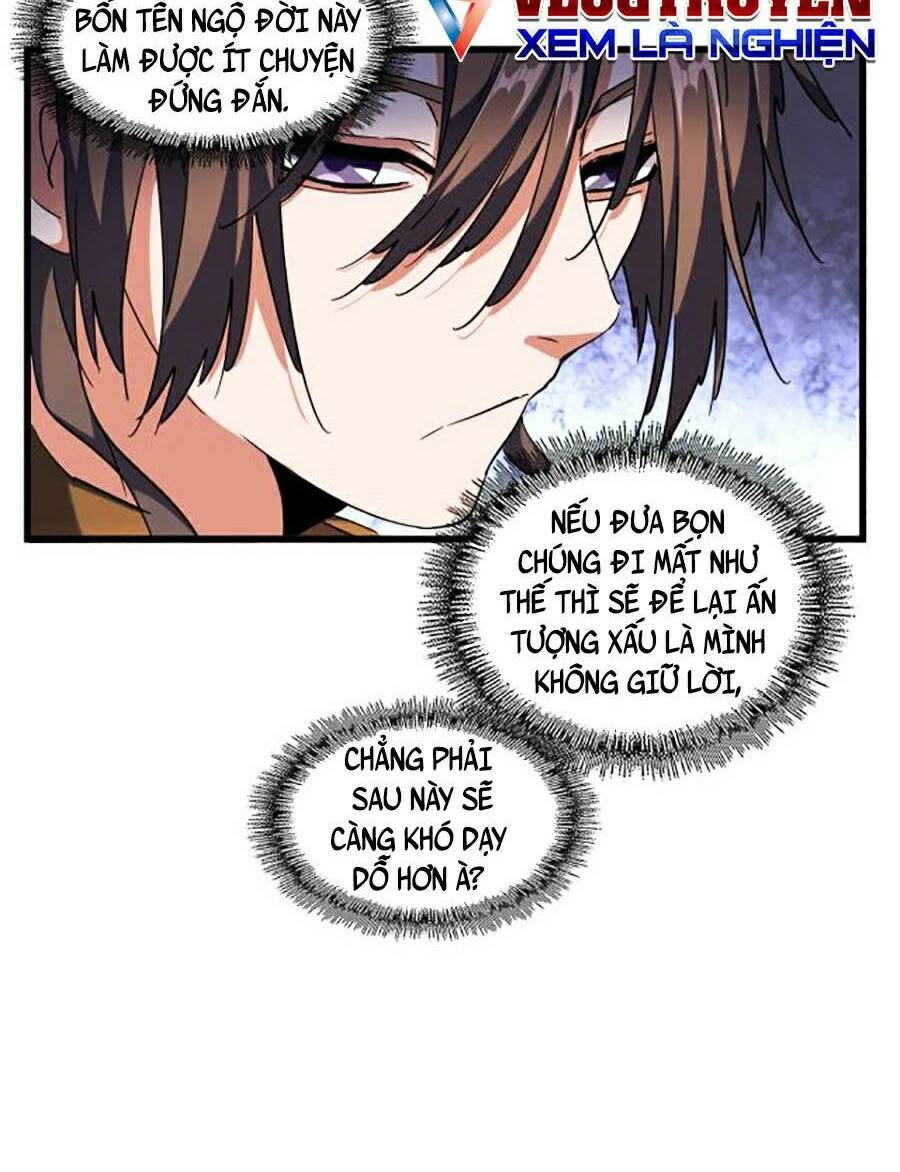 BỐN TÊN NGỘ ĐỜI NÀY
LÀM ĐƯỢC ÍT CHUYỆN
ĐỨNG ĐẮN.
VLOGTRUYEN
XEM LÀ NGHIỆN
NẾU ĐƯA BỌN
CHÚNG ĐI MẤT NHƯ
THẾ THÌ SẼ ĐỂ LẠI ẤN
TƯỢNG XẤU LÀ MÌNH
KHÔNG GIỮ LỜI,
CHẲNG PHẢI
SAU NÀY SẼ
CÀNG KHÓ DẠY
DỖ HƠN À?